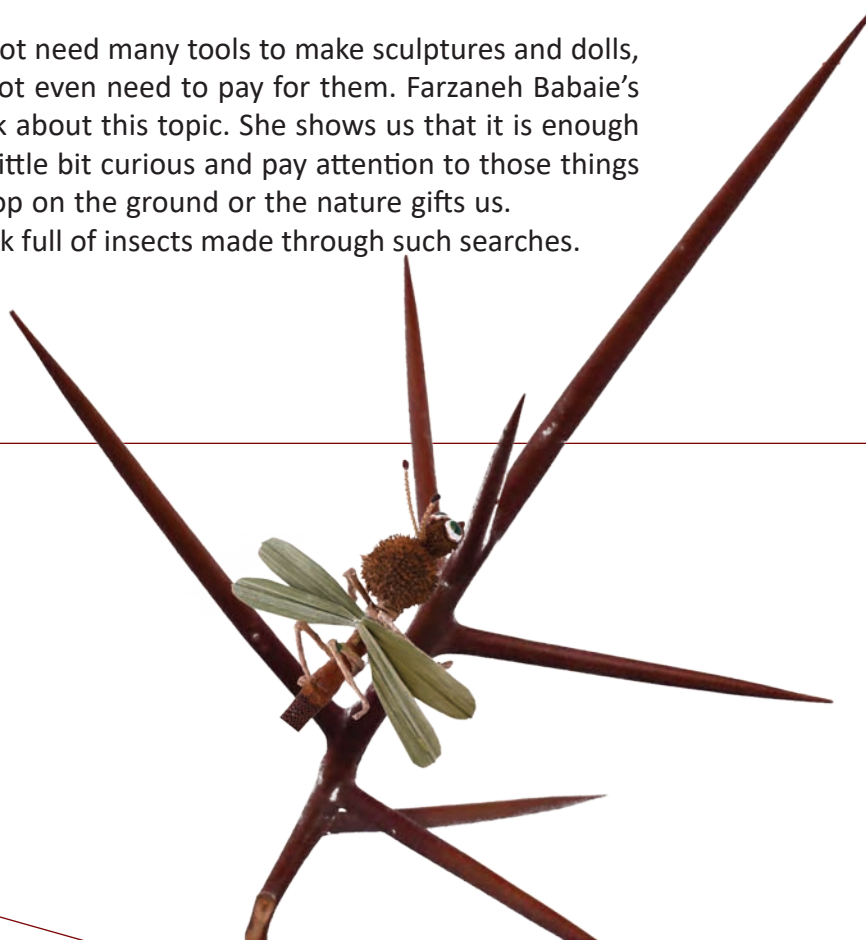 ot need many tools to make sculptures and dolls,
ot even need to pay for them. Farzaneh Babaie's
k about this topic. She shows us that it is enough
ittle bit curious and pay attention to those things
op on the ground or the nature gifts us.
k full of insects made through such searches.